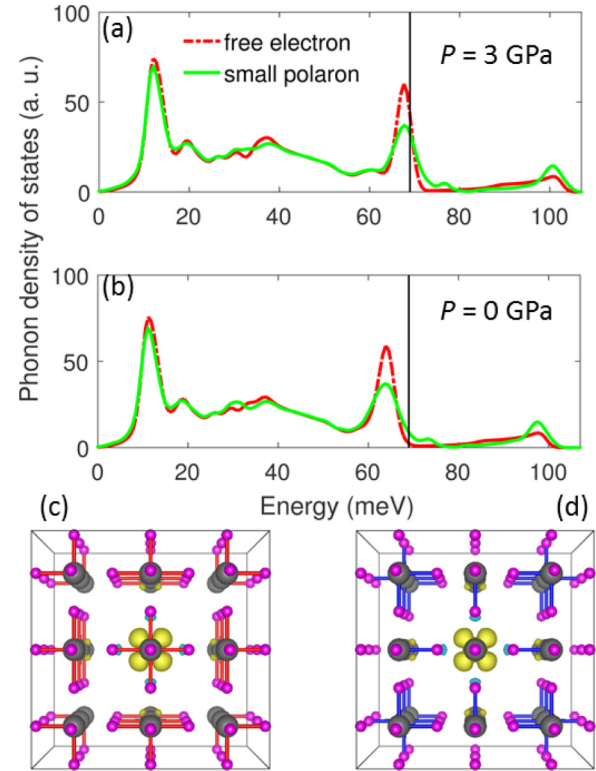 (a)
free electron
small polaron
P = 3 GPa
100
50
0
0 20 40 60 80 100
Phonon density of states (a. u.)
(b)
P = 0 GPa
100
50
0
0 20 40 60 80 100
Energy (meV)
(c)
(d)